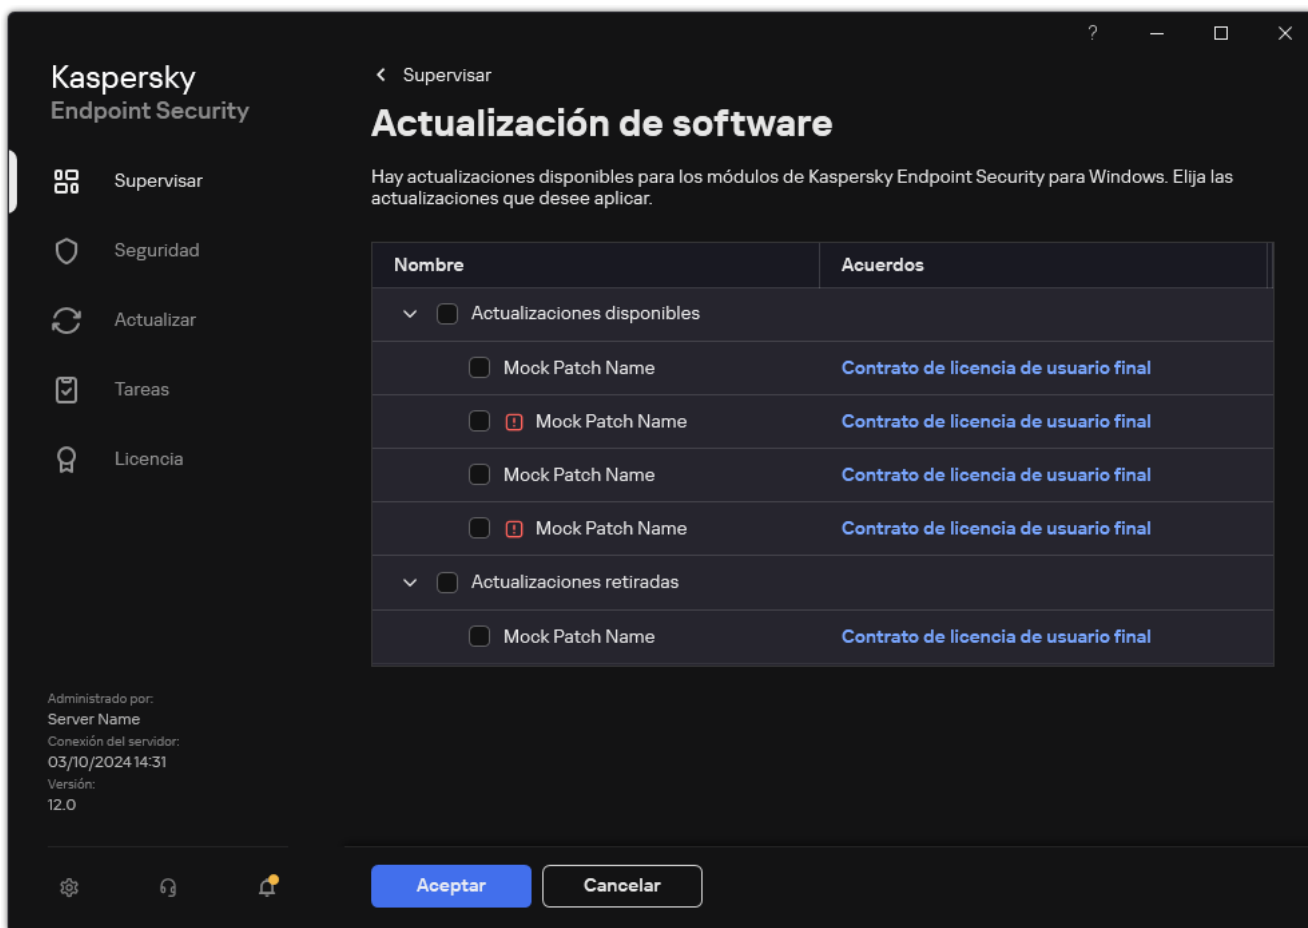 ?
Kaspersky
Endpoint Security
Supervisar
Seguridad
Actualizar
Tareas
Licencia
Administrado por:
Server Name
Conexión del servidor:
03/10/2024 14:31
Versión:
12.0
Supervisar
Actualización de software
Hay actualizaciones disponibles para los módulos de Kaspersky Endpoint Security para Windows. Elija las
actualizaciones que desee aplicar.
Nombre Acuerdos
Actualizaciones disponibles
Mock Patch Name Contrato de licencia de usuario final
Mock Patch Name Contrato de licencia de usuario final
Mock Patch Name Contrato de licencia de usuario final
Mock Patch Name Contrato de licencia de usuario final
Actualizaciones retiradas
Mock Patch Name Contrato de licencia de usuario final
Aceptar Cancelar